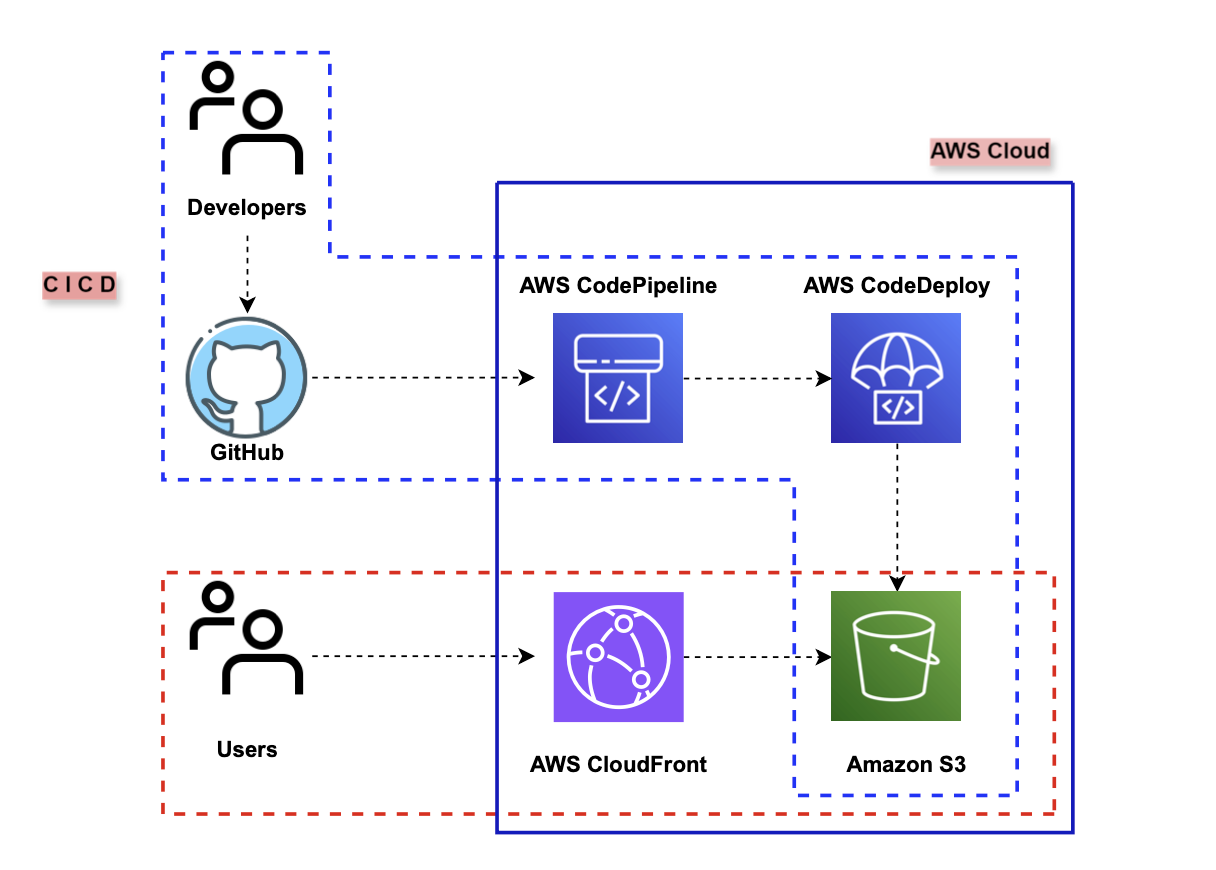 Developers
AWS Cloud
C I C D
AWS CodePipeline
AWS CodeDeploy
</>
</>
GitHub
Users
AWS CloudFront
Amazon S3